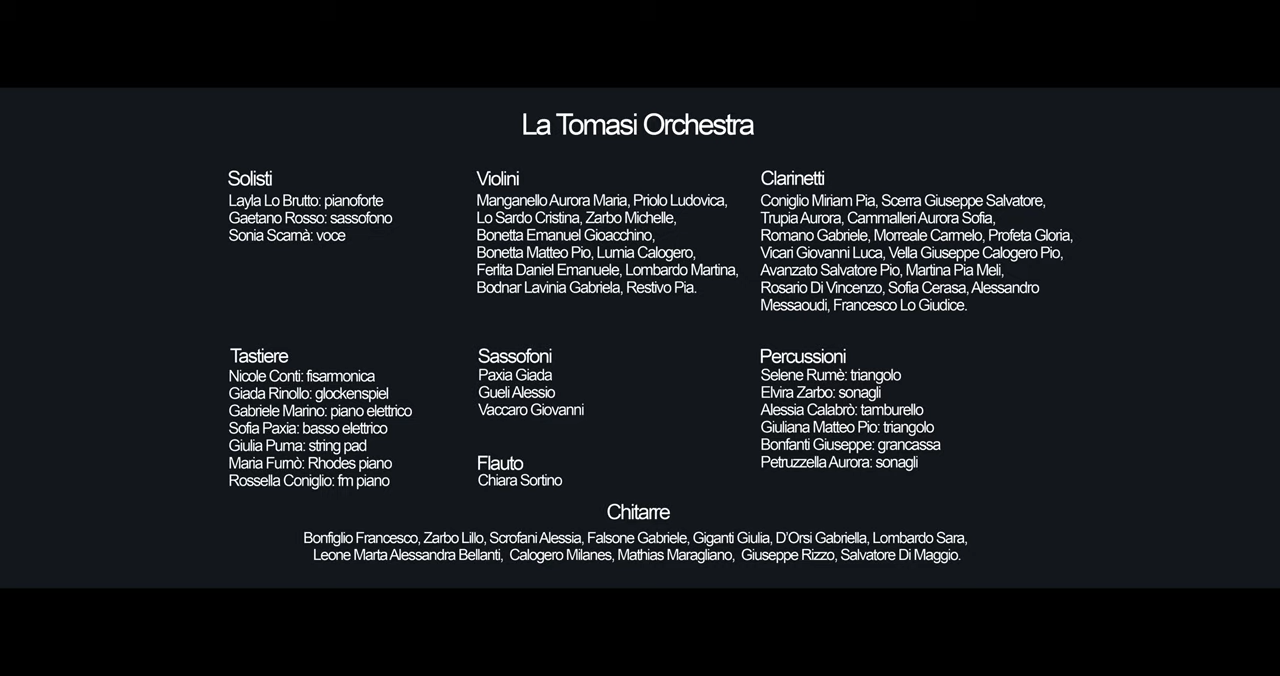 La Tomasi Orchestra
Solisti
Layla Lo Brutto: pianoforte
Gaetano Rosso: sassofono
Sonia Scarnà: voce
Violini
Manganello Aurora Maria, Priolo Ludovica,
Lo Sardo Cristina, Zarbo Michelle,
Bonetta Emanuel Gioacchino,
Bonetta Matteo Pio, Lumia Calogero,
Ferlita Daniel Emanuele, Lombardo Martina,
Bodnar Lavinia Gabriela, Restivo Pia.
Clarinetti
Coniglio Miriam Pia, Scerra Giuseppe Salvatore,
Trupia Aurora, Cammalleri Aurora Sofia,
Romano Gabriele, Morreale Carmelo, Profeta Gloria,
Vicari Giovanni Luca, Vella Giuseppe Calogero Pio,
Avanzato Salvatore Pio, Martina Pia Meli,
Rosario Di Vincenzo, Sofia Cerasa, Alessandro
Messaoudi, Francesco Lo Giudice.
Tastiere
Nicole Conti: fisarmonica
Giada Rinollo: glockenspiel
Gabriele Marino: piano elettrico
Sofia Paxia: basso elettrico
Giulia Puma: string pad
Maria Furnò: Rhodes piano
Rossella Coniglio: fm piano
Sassofoni
Paxia Giada
Gueli Alessio
Vaccaro Giovanni
Flauto
Chiara Sortino
Percussioni
Selene Rumè: triangolo
Elvira Zarbo: sonagli
Alessia Calabrò: tamburello
Giuliana Matteo Pio: triangolo
Bonfanti Giuseppe: grancassa
Petruzzella Aurora: sonagli
Chitarre
Bonfiglio Francesco, Zarbo Lillo, Scrofani Alessia, Falsone Gabriele, Giganti Giulia, D'Orsi Gabriella, Lombardo Sara,
Leone Marta Alessandra Bellanti, Calogero Milanes, Mathias Maragliano, Giuseppe Rizzo, Salvatore Di Maggio.